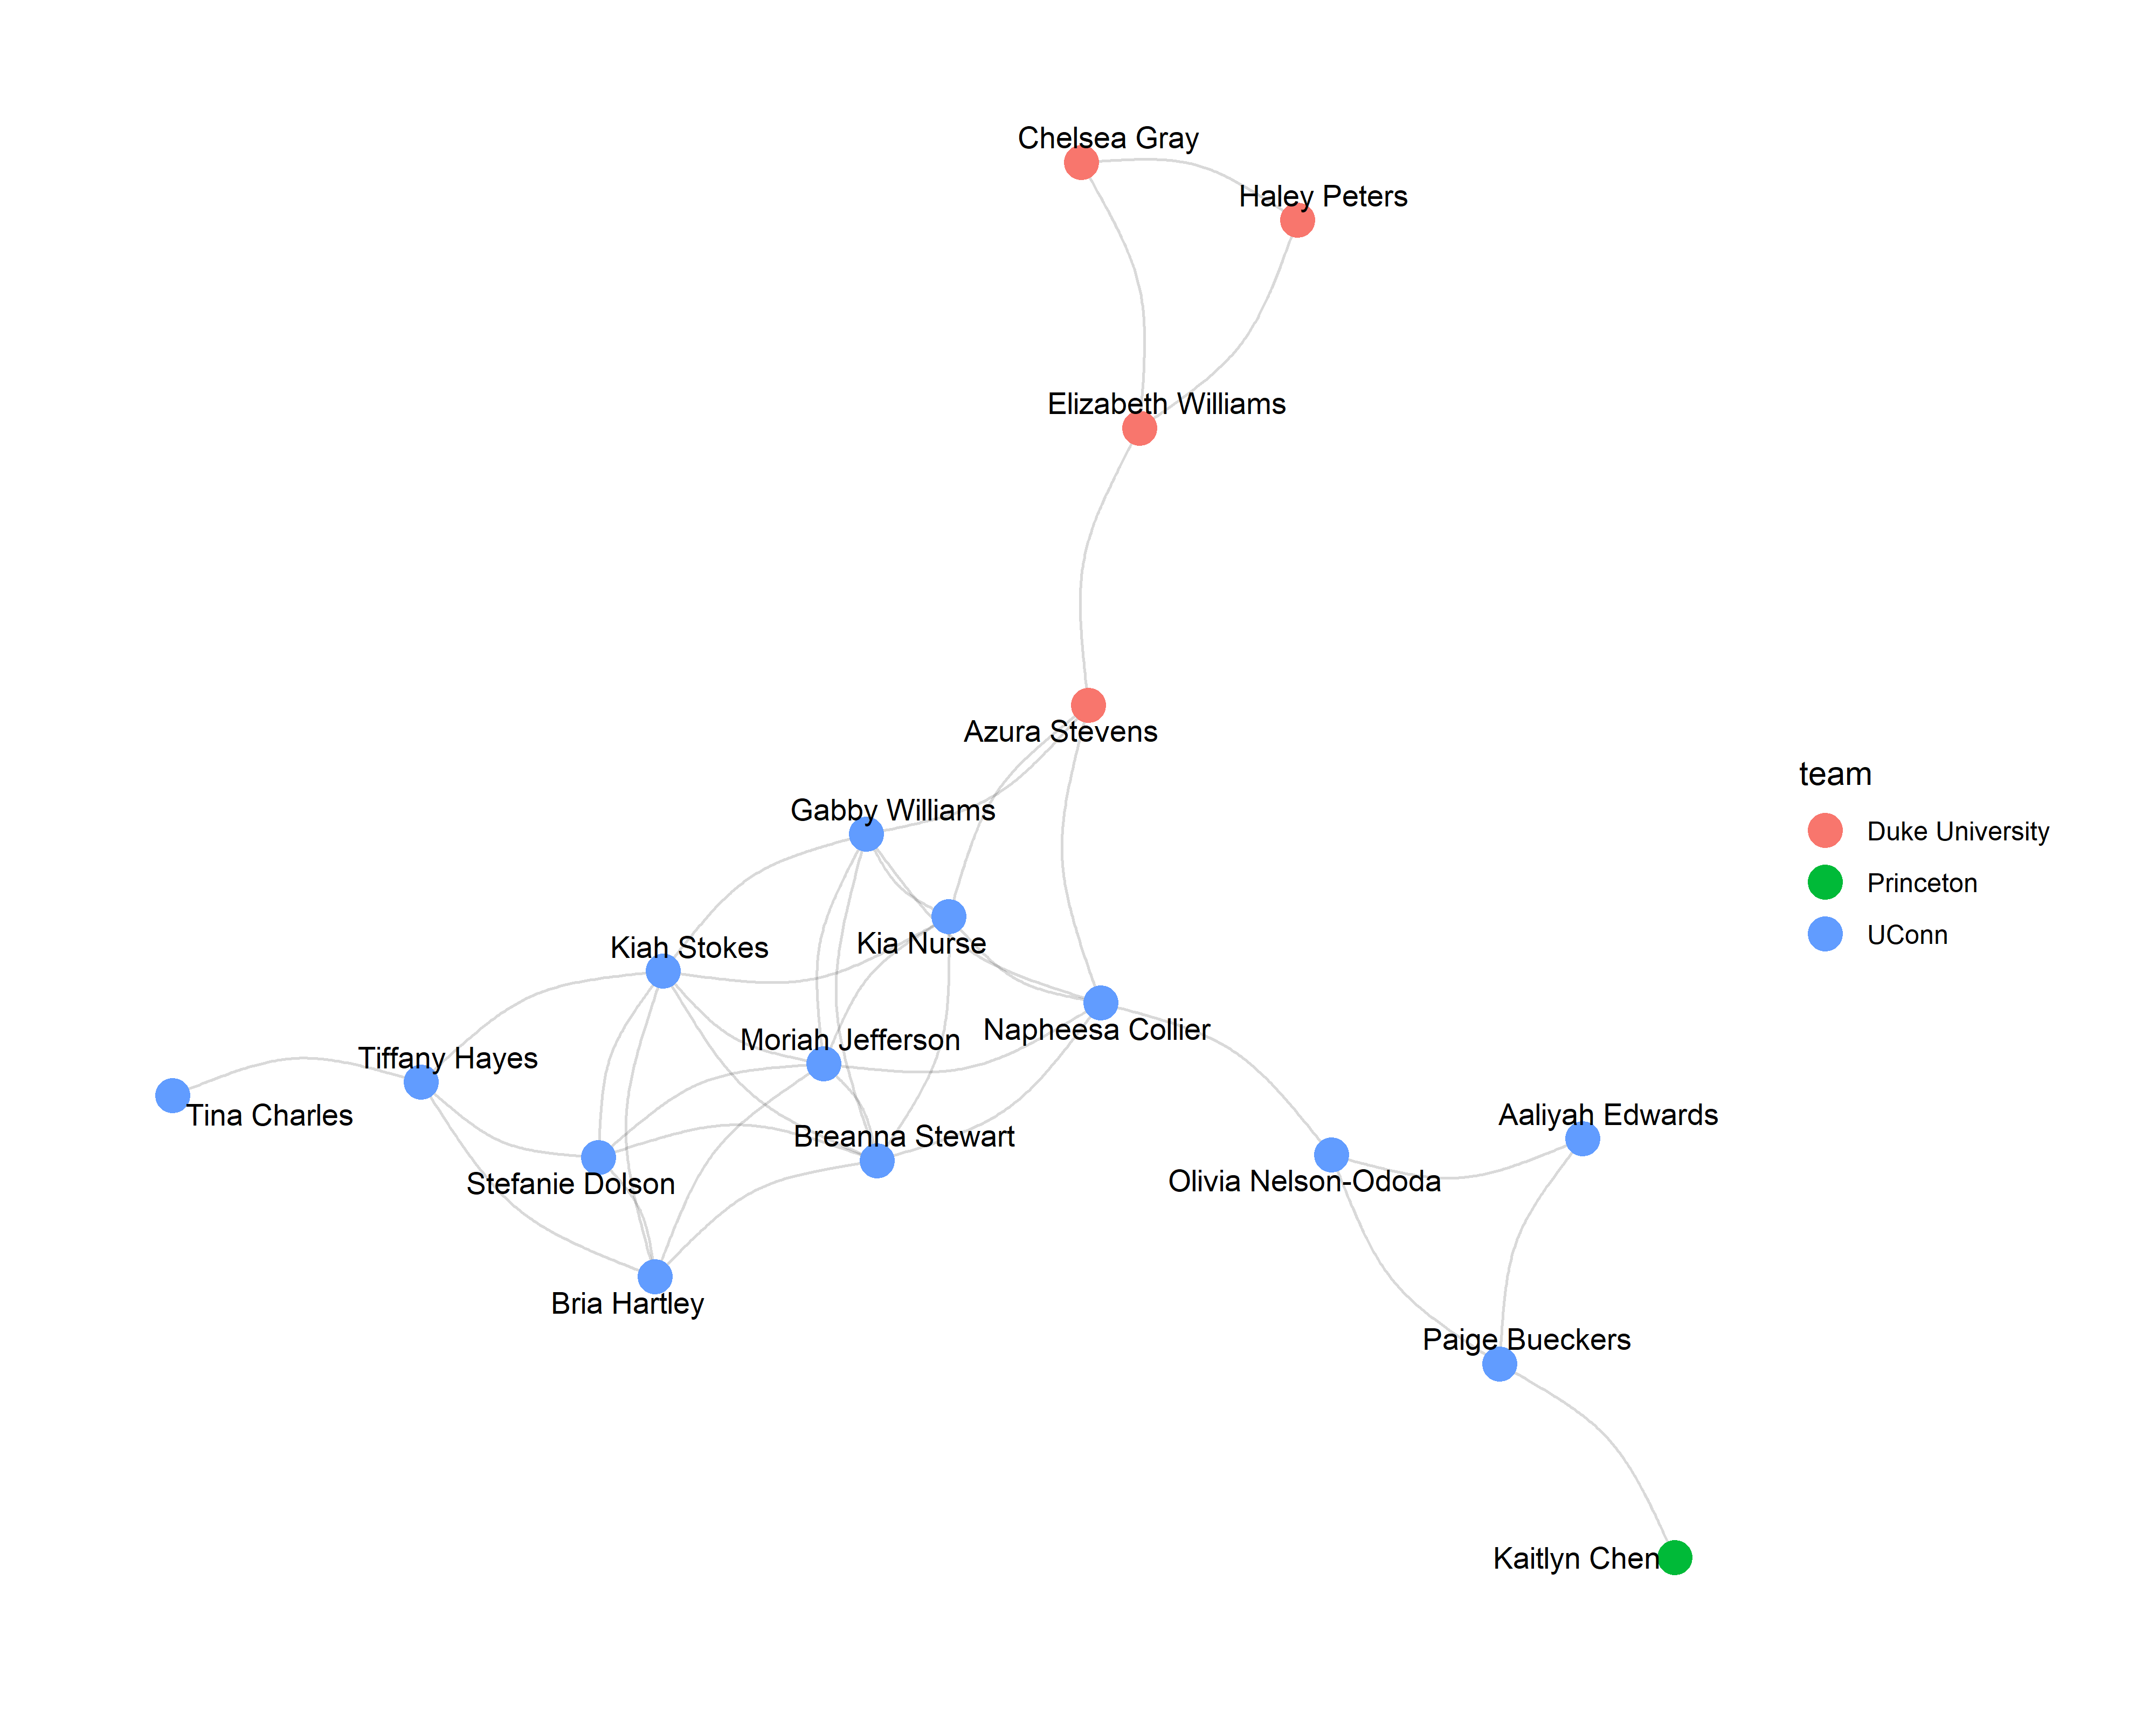 Chelsea Gray
Haley Peters
Elizabeth Williams
Azura Stevens
Gabby Williams
Kia Nurse
Kiah Stokes
Napheesa Collier
Moriah Jefferson
Tiffany Hayes
Tina Charles
Breanna Stewart
Stefanie Dolson
Aaliyah Edwards
Olivia Nelson-Ododa
Bria Hartley
Paige Bueckers
Kaitlyn Chen
team
Duke University
Princeton
UConn